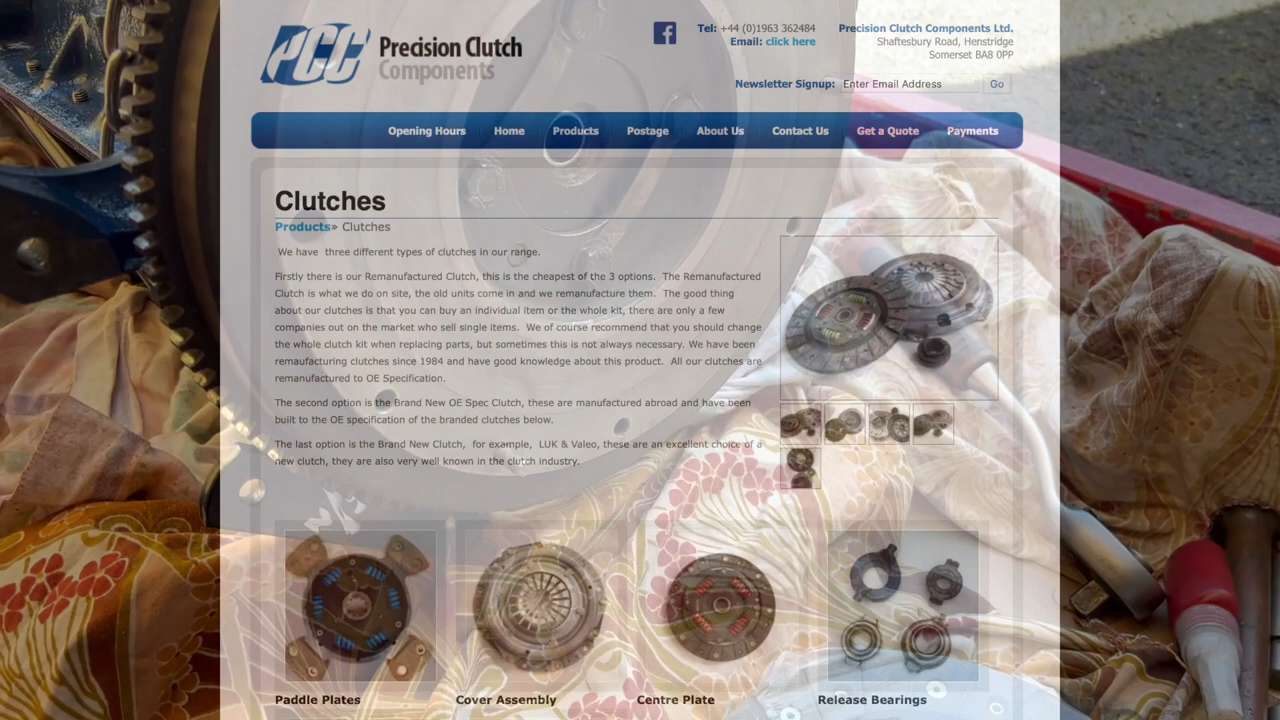 PCC Precision Clutch
Components
Tel: +44 (0)1963 362484
Email: click here
Precision Clutch Components Ltd.
Shaftesbury Road, Henstridge
Somerset BA8 0PP
Newsletter Signup: Enter Email Address Go
Opening Hours Home Products Postage About Us Contact Us Get a Quote Payments
Clutches
Products» Clutches
We have three different types of clutches in our range.
Firstly there is our Remanufactured Clutch, this is the cheapest of the 3 options. The Remanufactured
Clutch is what we do on site, the old units come in and we remanufacture them. The good thing
about our clutches is that you can buy an individual item or the whole kit, there are only a few
companies out on the market who sell single items. We of course recommend that you should change
the whole clutch kit when replacing parts, but sometimes this is not always necessary. We have been
remaufacturing clutches since 1984 and have good knowledge about this product. All our clutches are
remanufactured to OE Specification.
The second option is the Brand New OE Spec Clutch, these are manufactured abroad and have been
built to the OE specification of the branded clutches below.
The last option is the Brand New Clutch, for example, LUK & Valeo, these are an excellent choice of a
new clutch, they are also very well known in the clutch industry.
Paddle Plates Cover Assembly Centre Plate Release Bearings